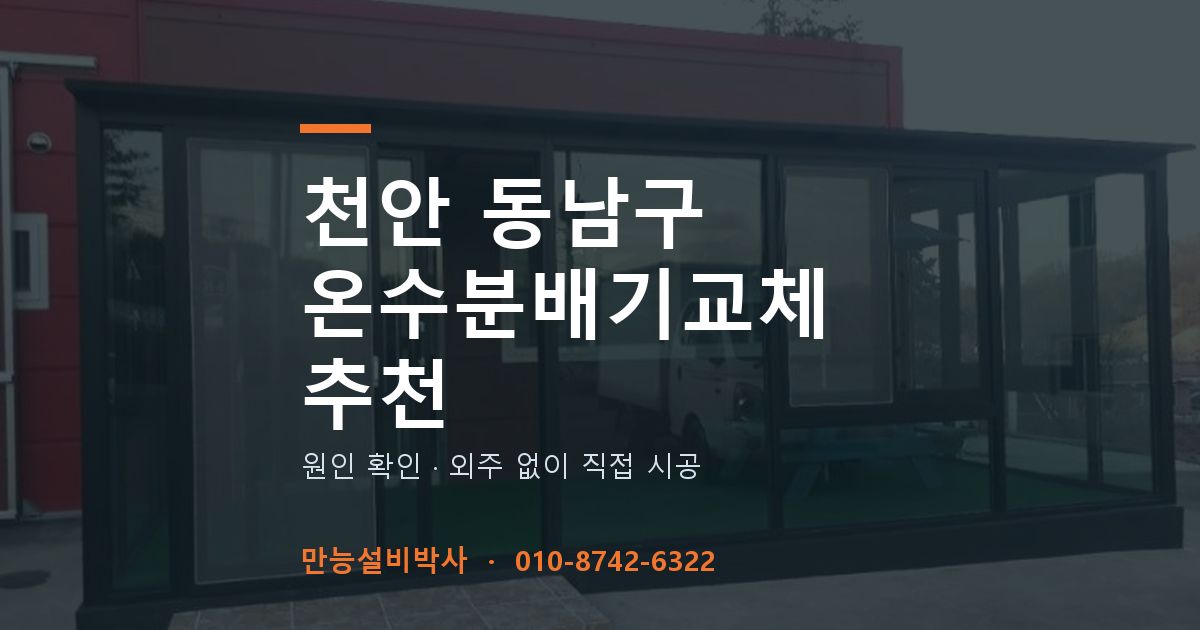 천안 동남구
온수분배기교체
추천
원인 확인 · 외주 없이 직접 시공
만능설비박사 · 010-8742-6322